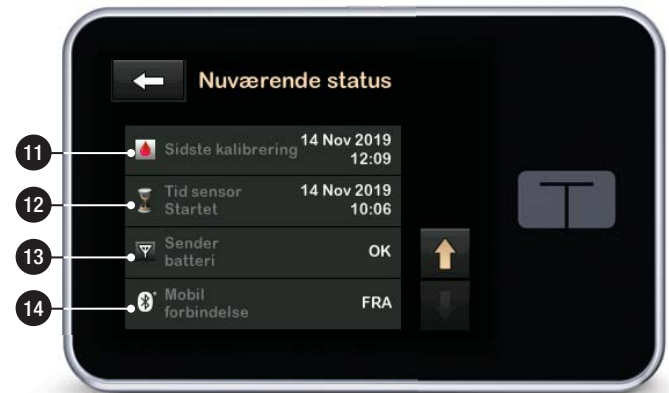 Nuværende status
11
Sidste kalibrering
14 Nov 2019
12:09
12
Tid sensor
Startet
14 Nov 2019
10:06
13
Sender
batteri
OK
14
Mobil
forbindelse
FRA